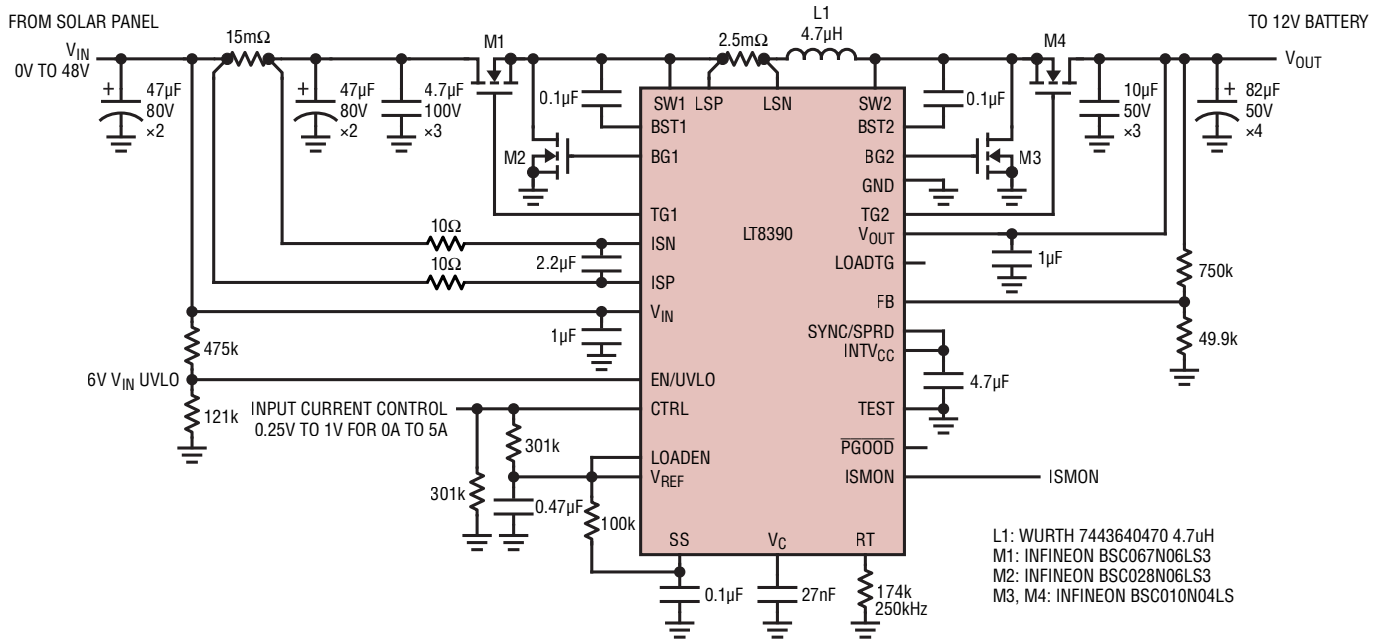 FROM SOLAR PANEL
V_IN
0V TO 48V
15mΩ
M1
L1
4.7µH
2.5mΩ
M4
TO 12V BATTERY
V_OUT
+
47µF
80V
×2
+
47µF
80V
×2
4.7µF
100V
×3
0.1µF
SW1
LSP
LSN
SW2
0.1µF
10µF
50V
×3
+
82µF
50V
×4
BST1
BST2
M2
BG1
BG2
M3
GND
TG1
TG2
LT8390
10Ω
ISN
V_OUT
2.2µF
LOADTG
1µF
10Ω
ISP
750k
V_IN
FB
1µF
475k
SYNC/SPRD
49.9k
INTV_CC
6V V_IN UVLO
EN/UVLO
4.7µF
121k
INPUT CURRENT CONTROL
0.25V TO 1V FOR 0A TO 5A
CTRL
TEST
301k
PGOOD
LOADEN
V_REF
ISMON
ISMON
301k
0.47µF
100k
SS
V_C
RT
0.1µF
27nF
174k
250kHz
L1: WURTH 7443640470 4.7uH
M1: INFINEON BSC067N06LS3
M2: INFINEON BSC028N06LS3
M3, M4: INFINEON BSC010N04LS